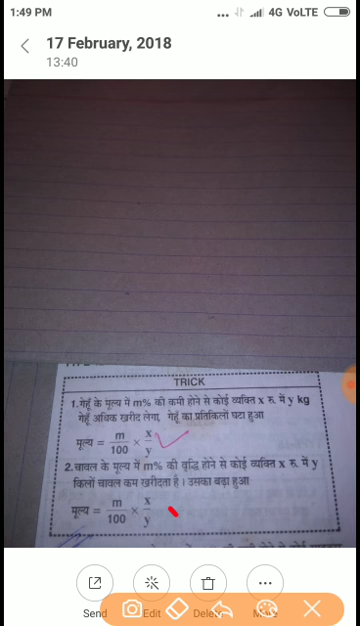 1:49 PM ... 4G VoLTE
17 February, 2018
13:40
TRICK
1.गेहूँ के मूल्य में m% की कमी होने से कोई व्यक्ति x रु. में y kg
गेहूँ अधिक खरीद लेगा, गेहूँ का प्रतिकिलो घटा हुआ
मूल्य = m/100 × x/y
2.चावल के मूल्य में m% की वृद्धि होने से कोई व्यक्ति x रु. में y
किलो चावल कम खरीदता है। उसका बढ़ा हुआ
मूल्य = m/100 × x/y
Send Edit Delete